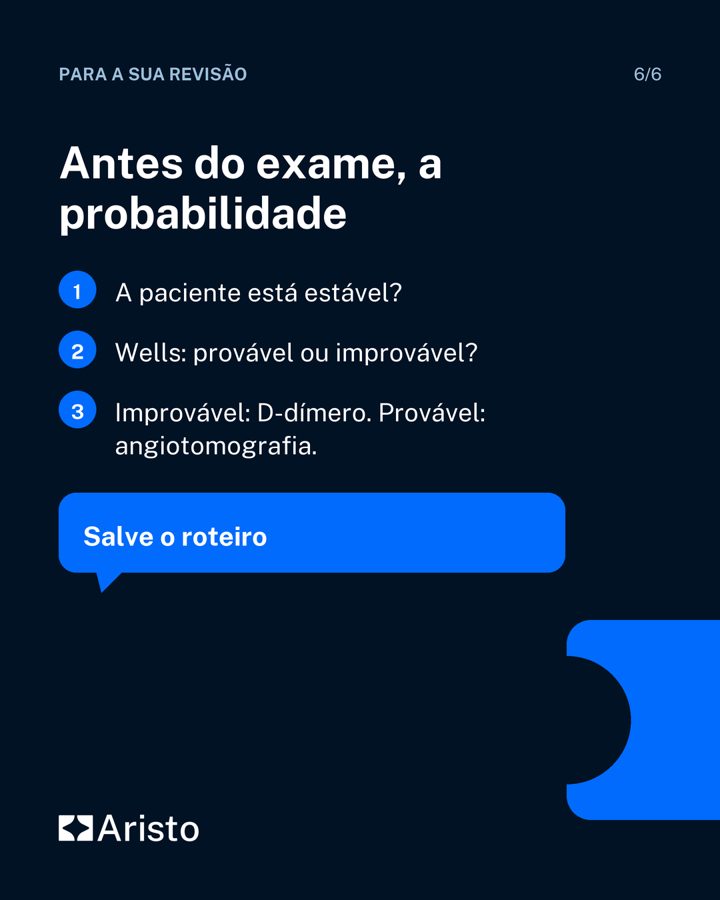 PARA A SUA REVISÃO
6/6
Antes do exame, a
probabilidade
1 A paciente está estável?
2 Wells: provável ou improvável?
3 Improvável: D-dímero. Provável:
angiotomografia.
Salve o roteiro
Aristo